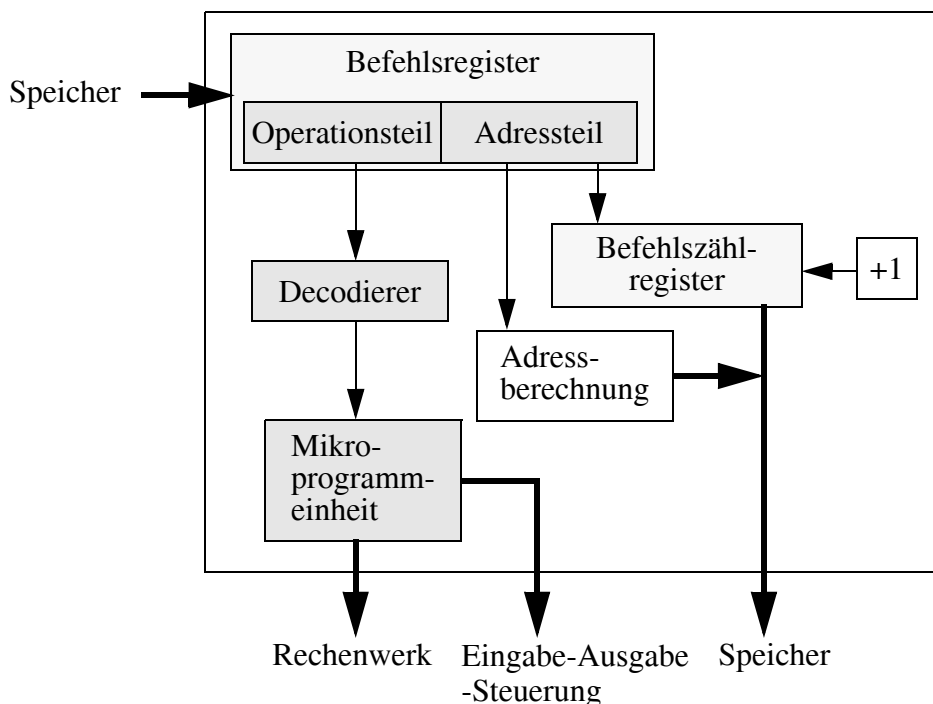 Befehlsregister
Speicher
Operationsteil
Adressteil
Befehlszähl-
register
+1
Decodierer
Adress-
berechnung
Mikro-
programm-
einheit
Rechenwerk
Eingabe-Ausgabe
-Steuerung
Speicher